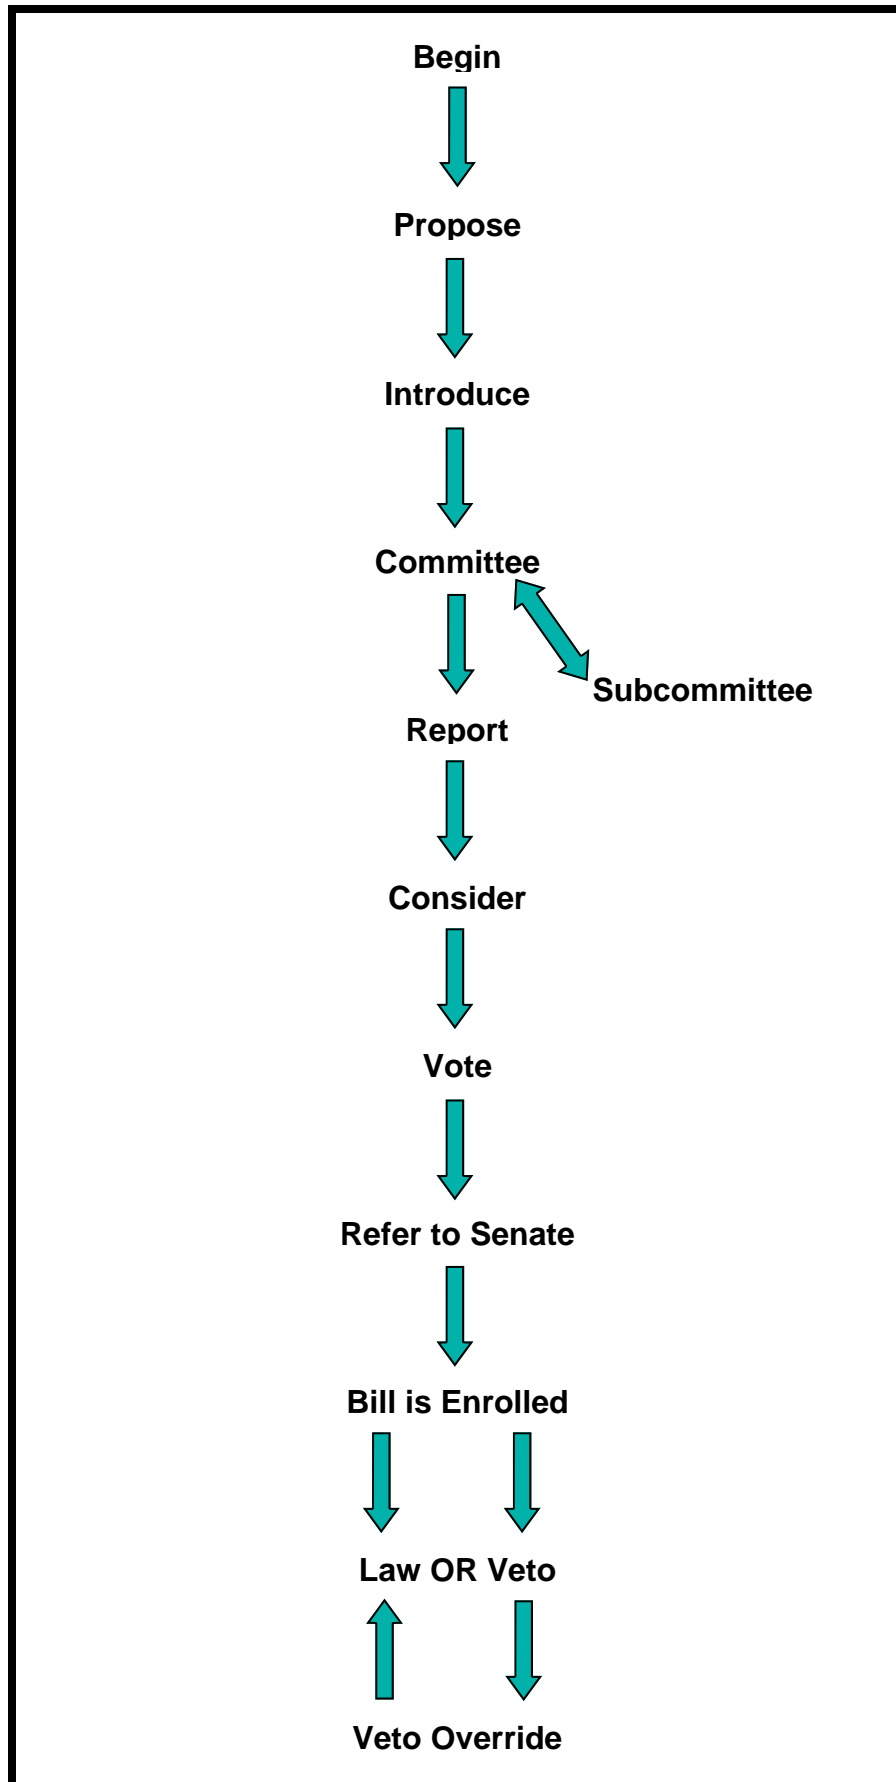 Begin
Propose
Introduce
Committee
Subcommittee
Report
Consider
Vote
Refer to Senate
Bill is Enrolled
Law OR Veto
Veto Override